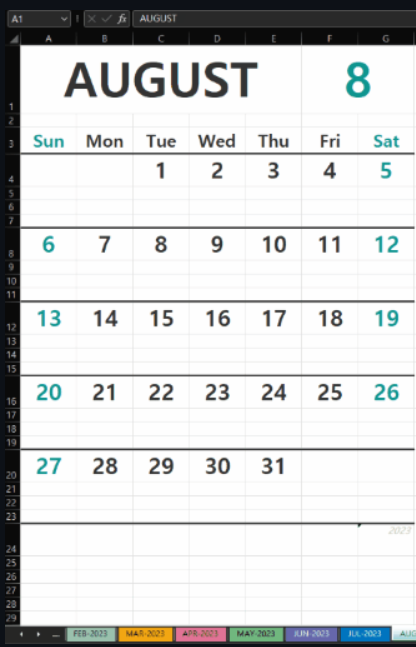 A1 fx AUGUST
A B C D E F G
AUGUST 8
1
2
3 Sun Mon Tue Wed Thu Fri Sat
4 1 2 3 4 5
5
6
7
8 6 7 8 9 10 11 12
9
10
11
12 13 14 15 16 17 18 19
13
14
15
16 20 21 22 23 24 25 26
17
18
19
20 27 28 29 30 31
21
22
23
24 2023
25
26
27
28
29
FEB-2023 MAR-2023 APR-2023 MAY-2023 JUN-2023 JUL-2023 AUG